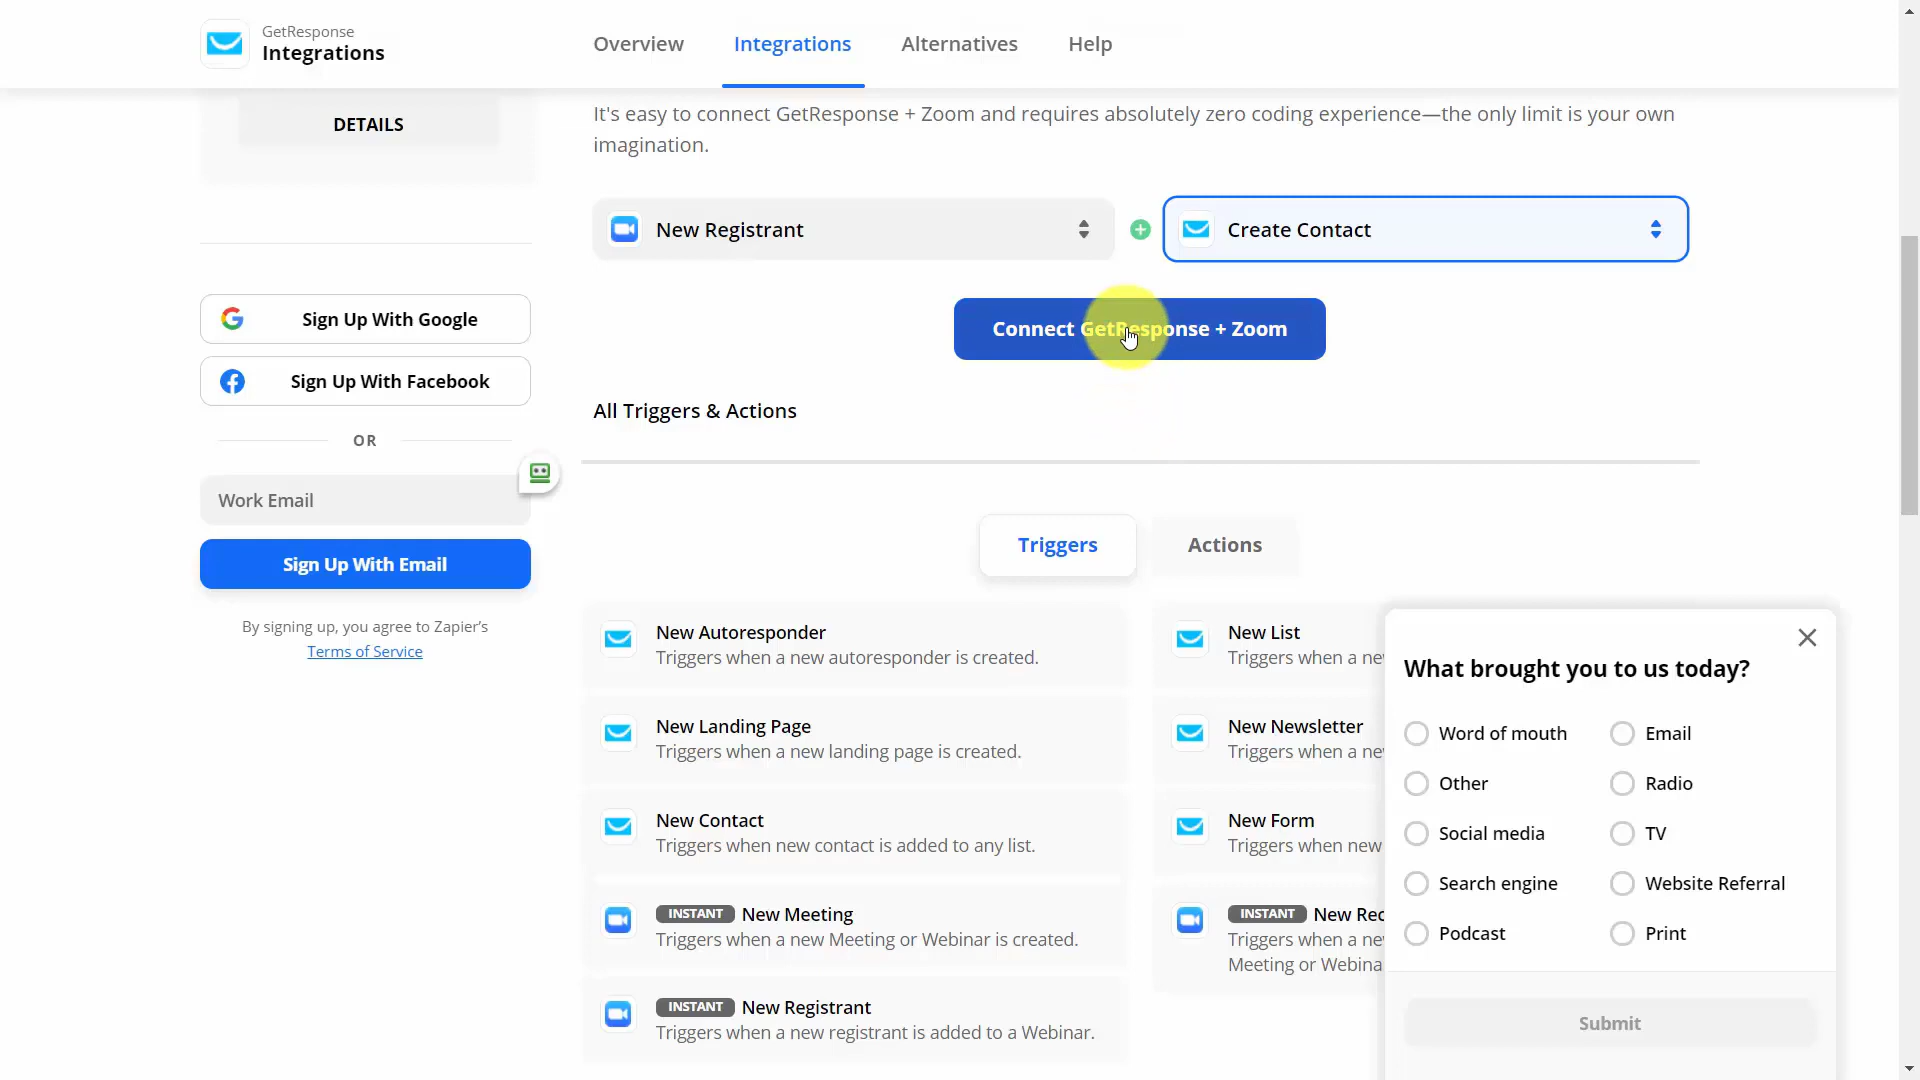 GetResponse
Integrations
Overview
Integrations
Alternatives
Help
DETAILS
It's easy to connect GetResponse + Zoom and requires absolutely zero coding experience—the only limit is your own
imagination.
New Registrant
Create Contact
Connect GetResponse + Zoom
Sign Up With Google
Sign Up With Facebook
OR
Work Email
Sign Up With Email
By signing up, you agree to Zapier's
Terms of Service
All Triggers & Actions
Triggers
Actions
New Autoresponder
Triggers when a new autoresponder is created.
New List
Triggers when a ne
New Landing Page
Triggers when a new landing page is created.
New Newsletter
Triggers when a ne
New Contact
Triggers when new contact is added to any list.
New Form
Triggers when new
INSTANT New Meeting
Triggers when a new Meeting or Webinar is created.
INSTANT New Rec
Triggers when a ne
Meeting or Webina
INSTANT New Registrant
Triggers when a new registrant is added to a Webinar.
What brought you to us today?
Word of mouth
Email
Other
Radio
Social media
TV
Search engine
Website Referral
Podcast
Print
Submit